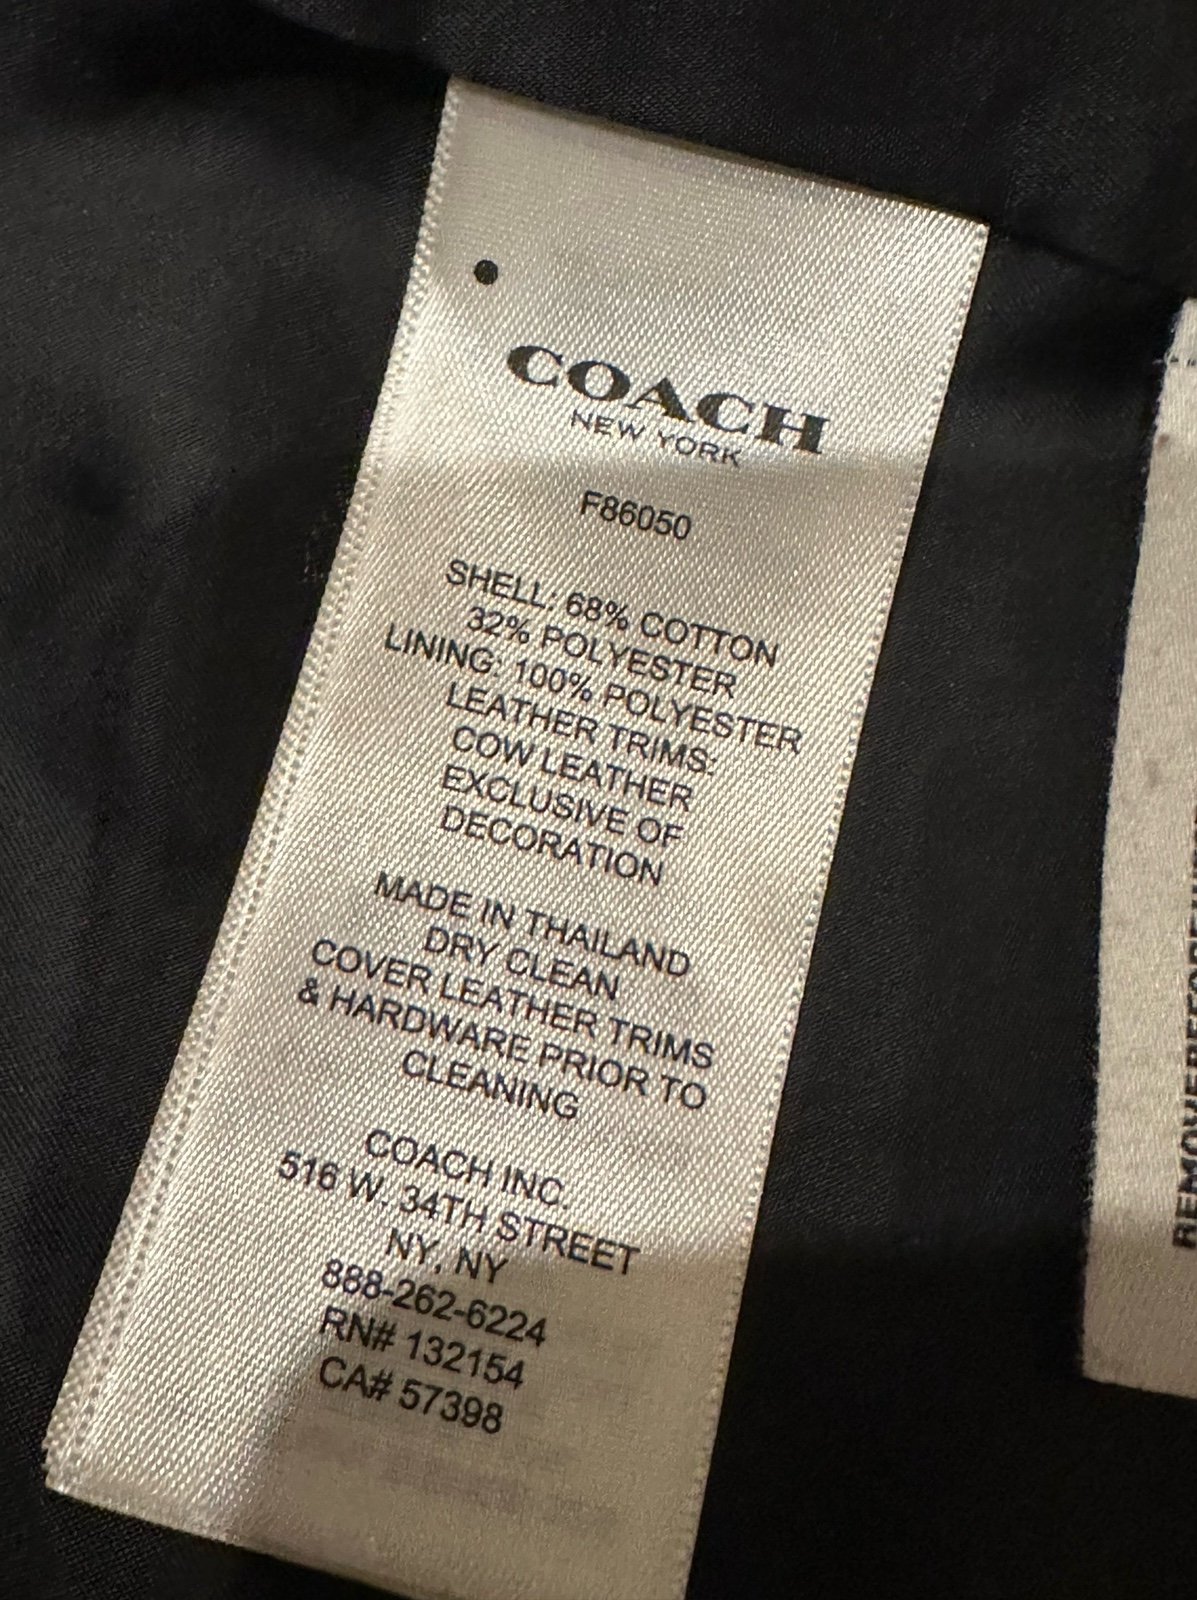 COACH
NEW YORK
F86050
SHELL: 68% COTTON
32% POLYESTER
LINING: 100% POLYESTER
LEATHER TRIMS:
COW LEATHER
EXCLUSIVE OF
DECORATION
MADE IN THAILAND
DRY CLEAN
COVER LEATHER TRIMS
& HARDWARE PRIOR TO
CLEANING
COACH INC.
516 W. 34TH STREET
NY, NY
888-262-6224
RN# 132154
CA# 57398
REMOVE BEFORE